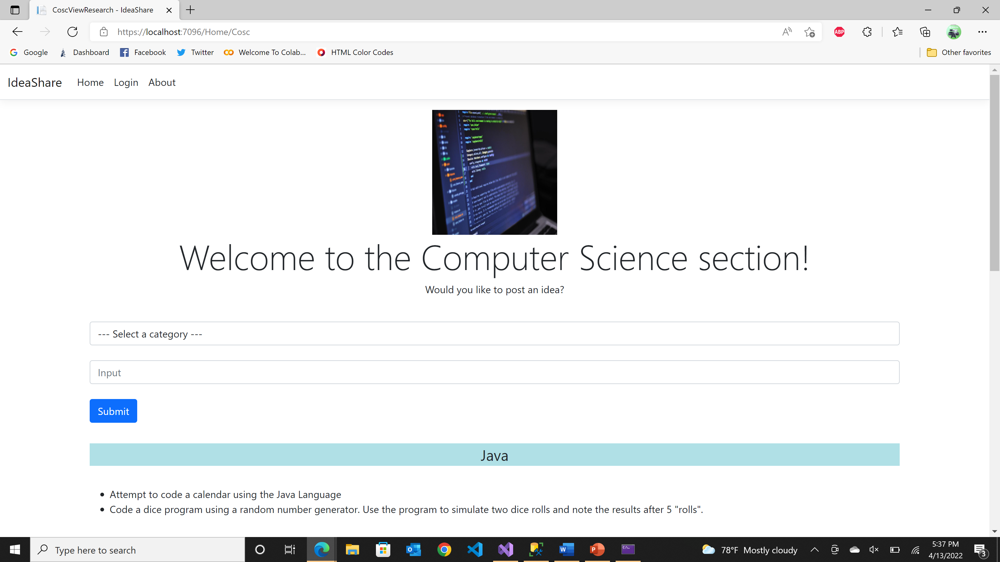 CoscViewResearch - IdeaShare
https://localhost:7096/Home/Cosc
ABP
Google
Dashboard
Facebook
Twitter
Welcome To Colab...
HTML Color Codes
Other favorites
IdeaShare
Home
Login
About
Welcome to the Computer Science section!
Would you like to post an idea?
--- Select a category ---
Input
Submit
Java
• Attempt to code a calendar using the Java Language
• Code a dice program using a random number generator. Use the program to simulate two dice rolls and note the results after 5 "rolls".
Type here to search
78°F Mostly cloudy
5:37 PM
4/13/2022
3